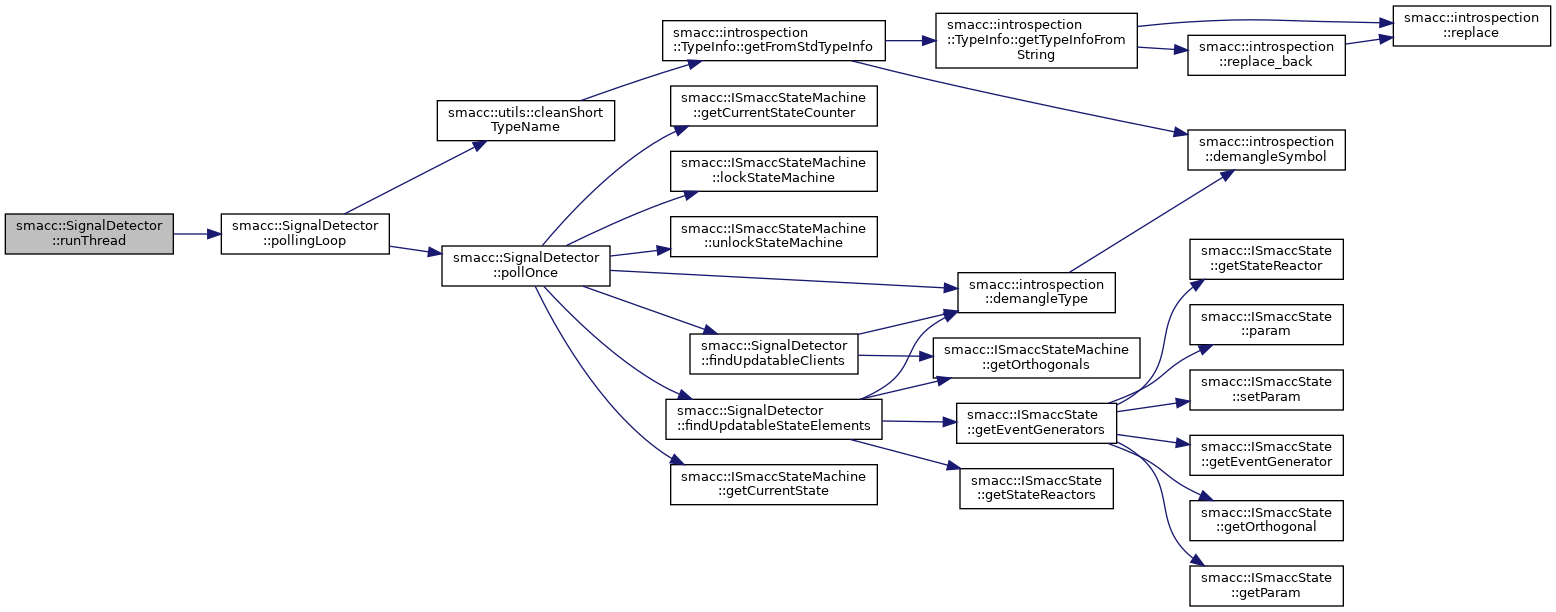 smacc::SignalDetector
::runThread
smacc::SignalDetector
::pollingLoop
smacc::utils::cleanShort
TypeName
smacc::SignalDetector
::pollOnce
smacc::introspection
::TypeInfo::getFromStdTypeInfo
smacc::ISmaccStateMachine
::getCurrentStateCounter
smacc::ISmaccStateMachine
::lockStateMachine
smacc::ISmaccStateMachine
::unlockStateMachine
smacc::SignalDetector
::findUpdatableClients
smacc::SignalDetector
::findUpdatableStateElements
smacc::ISmaccStateMachine
::getCurrentState
smacc::introspection
::TypeInfo::getTypeInfoFrom
String
smacc::introspection
::demangleType
smacc::ISmaccStateMachine
::getOrthogonals
smacc::ISmaccState
::getEventGenerators
smacc::ISmaccState
::getStateReactors
smacc::introspection
::replace_back
smacc::introspection
::demangleSymbol
smacc::ISmaccState
::getStateReactor
smacc::ISmaccState
::param
smacc::ISmaccState
::setParam
smacc::ISmaccState
::getEventGenerator
smacc::ISmaccState
::getOrthogonal
smacc::ISmaccState
::getParam
smacc::introspection
::replace